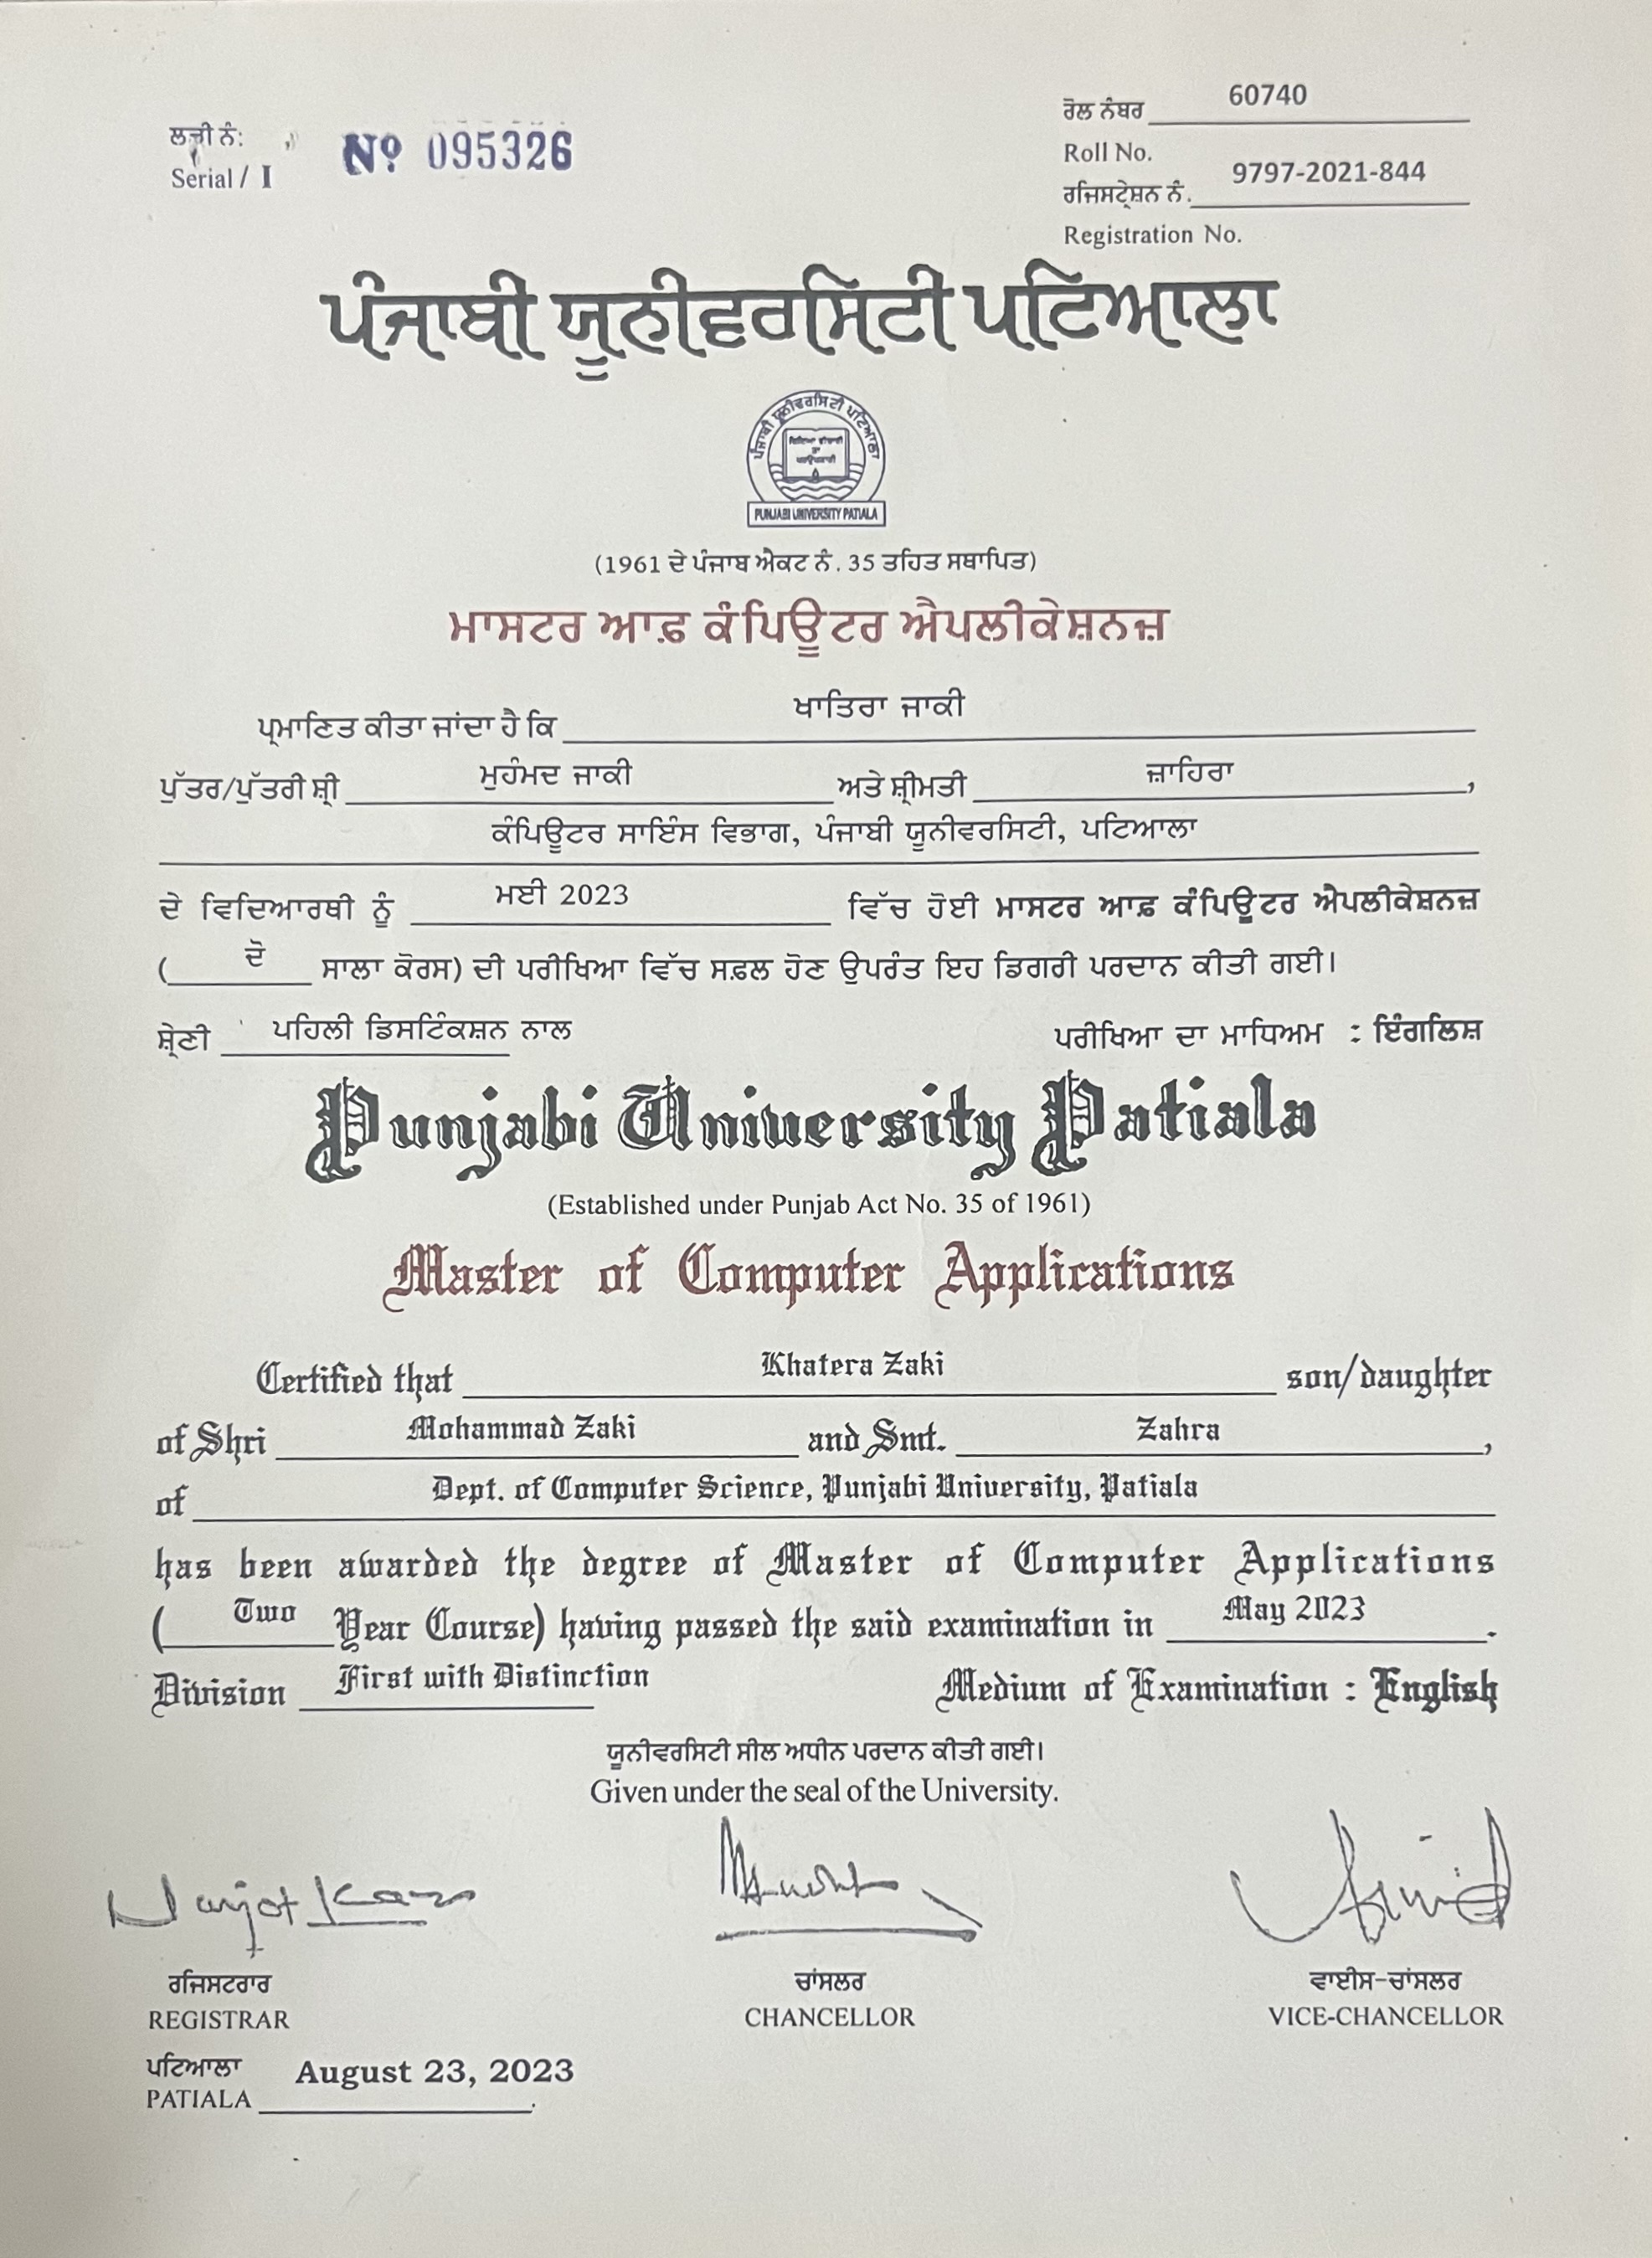 ਲੜੀ ਨੰ:
Serial / I
Nº 095326
ਰੋਲ ਨੰਬਰ 60740
Roll No.
ਰਜਿਸਟ੍ਰੇਸ਼ਨ ਨੰ. 9797-2021-844
Registration No.
ਪੰਜਾਬੀ ਯੂਨੀਵਰਸਿਟੀ ਪਟਿਆਲਾ
ਪੰਜਾਬੀ ਯੂਨੀਵਰਸਿਟੀ ਪਟਿਆਲਾ
PUNJABI UNIVERSITY PATIALA
(1961 ਦੇ ਪੰਜਾਬ ਐਕਟ ਨੰ. 35 ਤਹਿਤ ਸਥਾਪਿਤ)
ਮਾਸਟਰ ਆਫ਼ ਕੰਪਿਊਟਰ ਐਪਲੀਕੇਸ਼ਨਜ਼
ਪ੍ਰਮਾਣਿਤ ਕੀਤਾ ਜਾਂਦਾ ਹੈ ਕਿ ਖਾਤਿਰਾ ਜਾਕੀ
ਪੁੱਤਰ/ਪੁੱਤਰੀ ਸ਼੍ਰੀ ਮੁਹੰਮਦ ਜਾਕੀ ਅਤੇ ਸ਼੍ਰੀਮਤੀ ਜ਼ਾਹਿਰਾ,
ਕੰਪਿਊਟਰ ਸਾਇੰਸ ਵਿਭਾਗ, ਪੰਜਾਬੀ ਯੂਨੀਵਰਸਿਟੀ, ਪਟਿਆਲਾ
ਦੇ ਵਿਦਿਆਰਥੀ ਨੂੰ ਮਈ 2023 ਵਿੱਚ ਹੋਈ ਮਾਸਟਰ ਆਫ਼ ਕੰਪਿਊਟਰ ਐਪਲੀਕੇਸ਼ਨਜ਼
( ਦੋ ਸਾਲਾ ਕੋਰਸ) ਦੀ ਪਰੀਖਿਆ ਵਿੱਚ ਸਫ਼ਲ ਹੋਣ ਉਪਰੰਤ ਇਹ ਡਿਗਰੀ ਪਰਦਾਨ ਕੀਤੀ ਗਈ।
ਸ਼੍ਰੇਣੀ ਪਹਿਲੀ ਡਿਸਟਿੰਕਸ਼ਨ ਨਾਲ ਪਰੀਖਿਆ ਦਾ ਮਾਧਿਅਮ : ਇੰਗਲਿਸ਼
Punjabi University Patiala
(Established under Punjab Act No. 35 of 1961)
Master of Computer Applications
Certified that Khatera Zaki son/daughter
of Shri Mohammad Zaki and Smt. Zahra,
of Dept. of Computer Science, Punjabi University, Patiala
has been awarded the degree of Master of Computer Applications
( Two Year Course) having passed the said examination in May 2023.
Division First with Distinction Medium of Examination : English
ਯੂਨੀਵਰਸਿਟੀ ਸੀਲ ਅਧੀਨ ਪਰਦਾਨ ਕੀਤੀ ਗਈ।
Given under the seal of the University.
Navjot Kaur
ਰਜਿਸਟਰਾਰ ਚਾਂਸਲਰ ਵਾਈਸ-ਚਾਂਸਲਰ
REGISTRAR CHANCELLOR VICE-CHANCELLOR
ਪਟਿਆਲਾ August 23, 2023
PATIALA